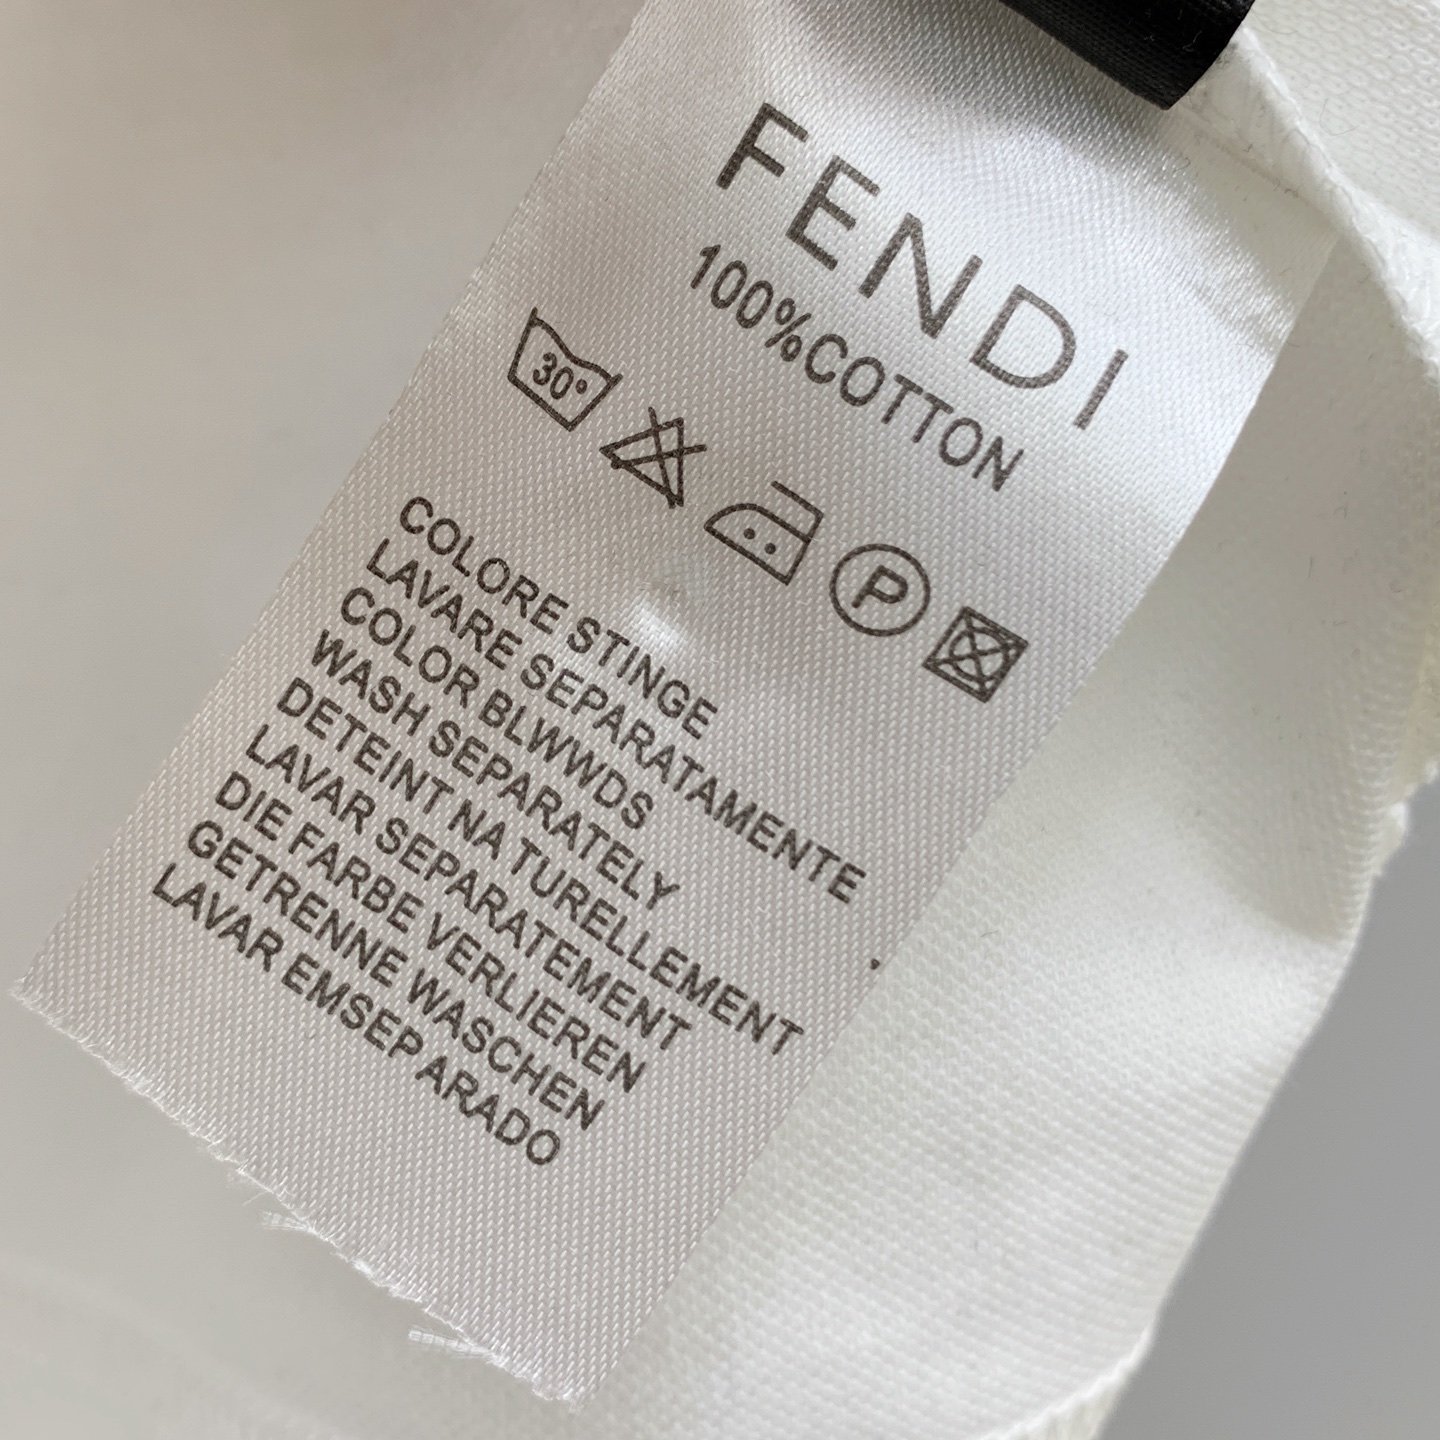 FENDI
100%COTTON
30°
P
COLORE STINGE
LAVARE SEPARATAMENTE
COLOR BLWWDS
WASH SEPARATELY
DETEINT NA TURELLEMENT
LAVAR SEPARATEMENT
DIE FARBE VERLIEREN
GETRENNE WASCHEN
LAVAR EMSEP ARADO